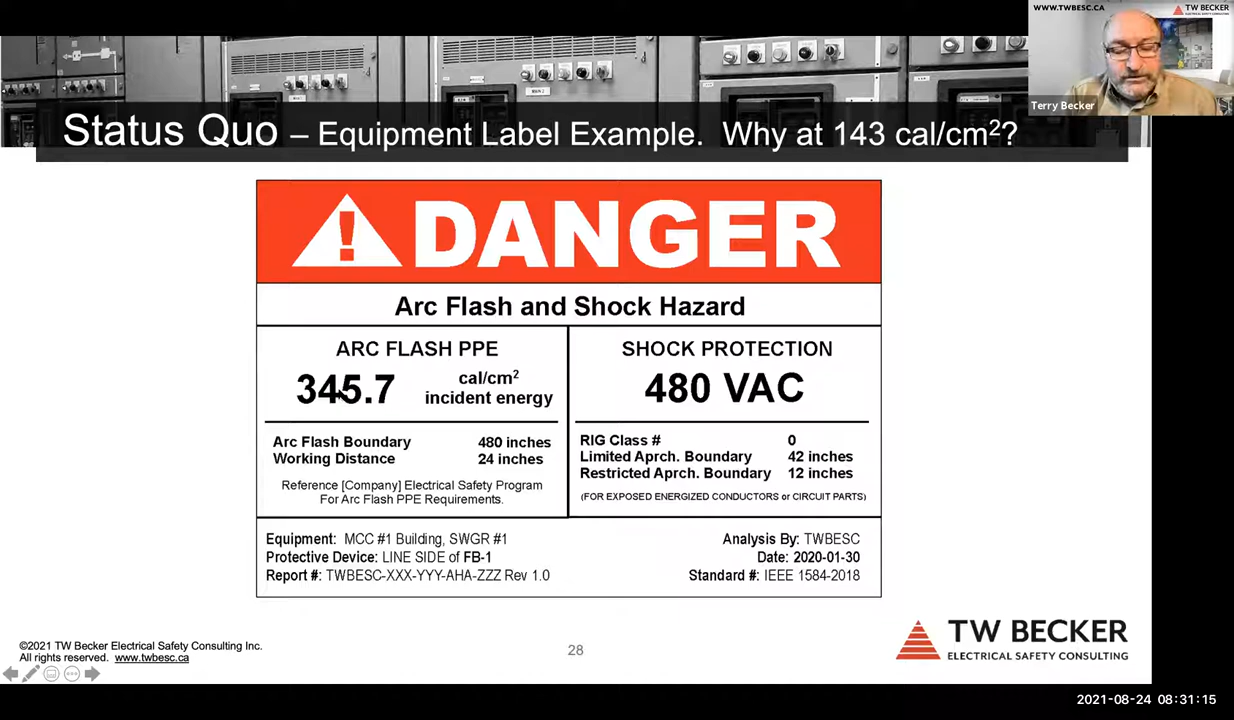 WWW.TWBESC.CA
TW BECKER
ELECTRICAL SAFETY CONSULTING
Terry Becker
Status Quo – Equipment Label Example. Why at 143 cal/cm²?
DANGER
Arc Flash and Shock Hazard
ARC FLASH PPE
345.7 cal/cm² incident energy
Arc Flash Boundary 480 inches
Working Distance 24 inches
Reference [Company] Electrical Safety Program
For Arc Flash PPE Requirements.
SHOCK PROTECTION
480 VAC
RIG Class # 0
Limited Aprch. Boundary 42 inches
Restricted Aprch. Boundary 12 inches
(FOR EXPOSED ENERGIZED CONDUCTORS or CIRCUIT PARTS)
Equipment: MCC #1 Building, SWGR #1
Protective Device: LINE SIDE of FB-1
Report #: TWBESC-XXX-YYY-AHA-ZZZ Rev 1.0
Analysis By: TWBESC
Date: 2020-01-30
Standard #: IEEE 1584-2018
©2021 TW Becker Electrical Safety Consulting Inc.
All rights reserved. www.twbesc.ca
28
TW BECKER
ELECTRICAL SAFETY CONSULTING
2021-08-24 08:31:15